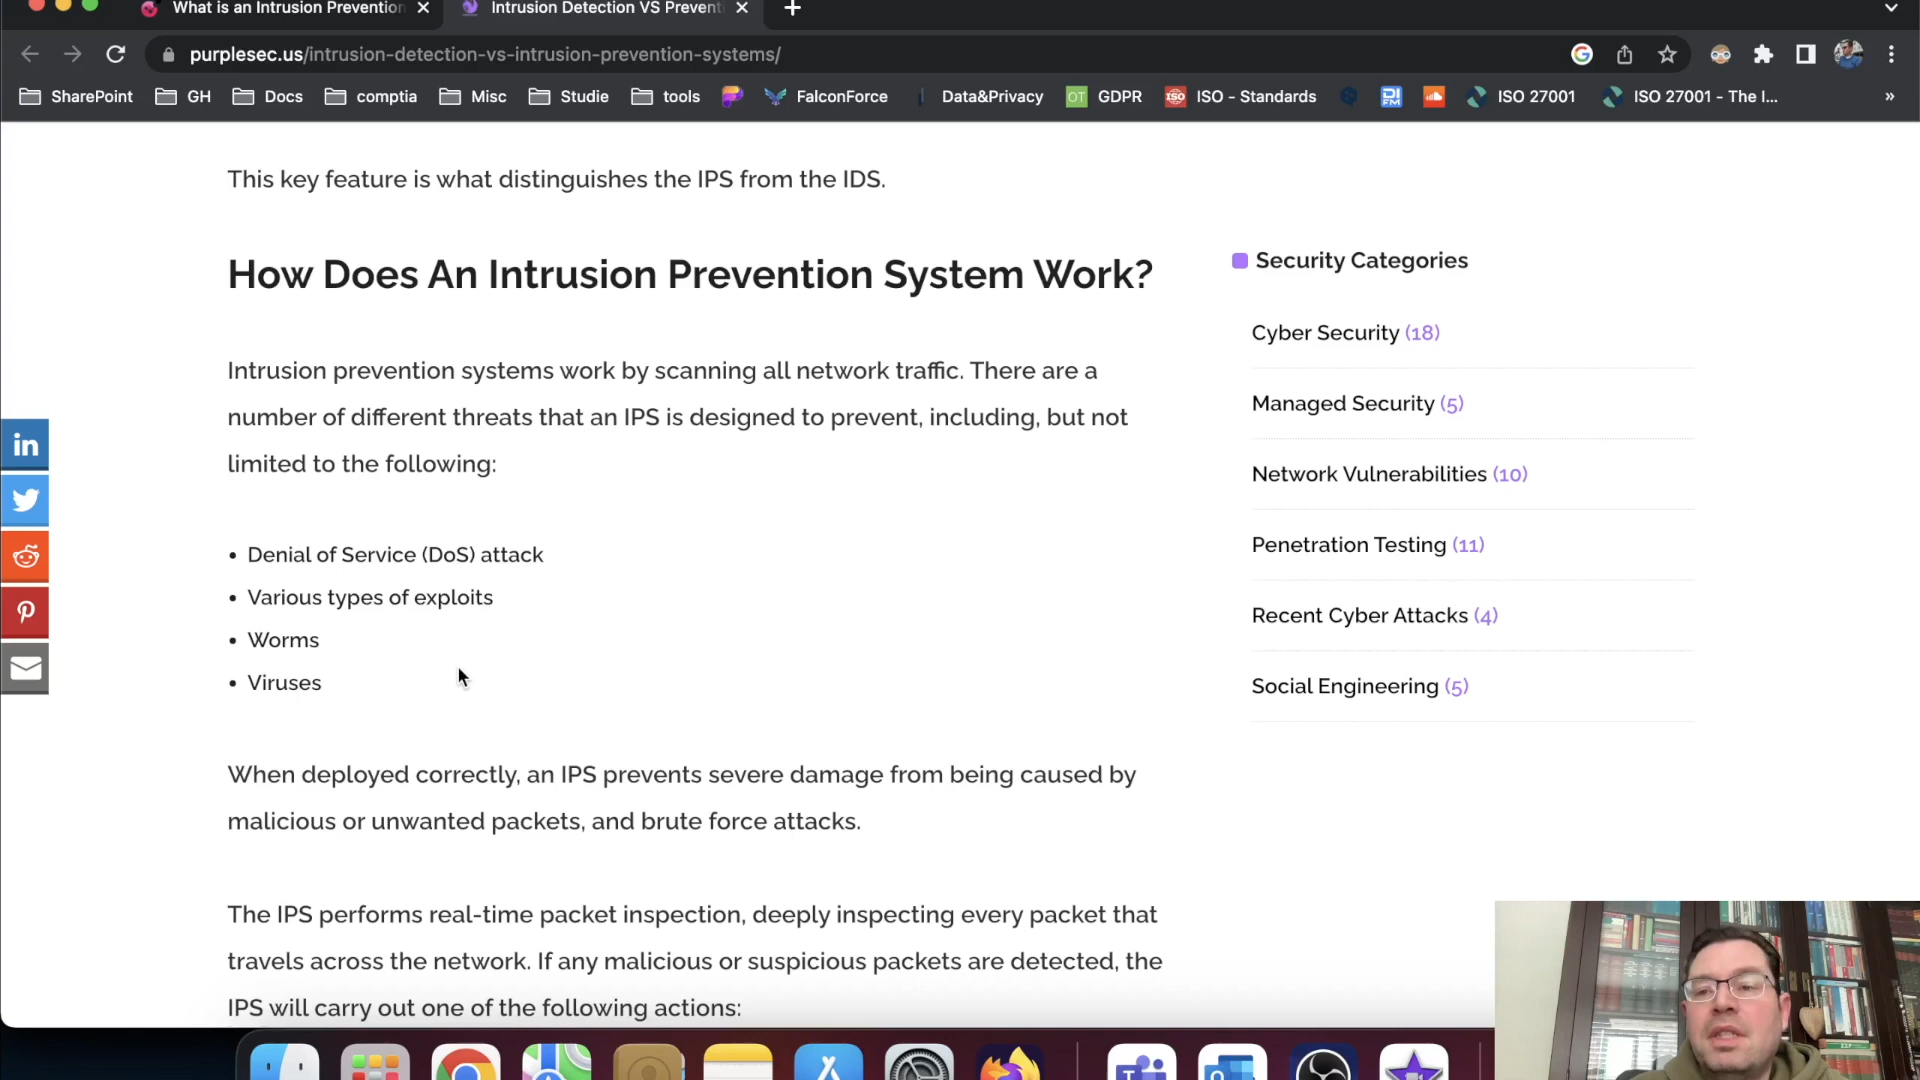 What is an Intrusion Prevention
Intrusion Detection VS Preventi
purplesec.us/intrusion-detection-vs-intrusion-prevention-systems/
SharePoint
GH
Docs
comptia
Misc
Studie
tools
FalconForce
Data&Privacy
OT
GDPR
ISO
ISO - Standards
DI
FM
ISO 27001
ISO 27001 - The I...
This key feature is what distinguishes the IPS from the IDS.
How Does An Intrusion Prevention System Work?
Intrusion prevention systems work by scanning all network traffic. There are a
number of different threats that an IPS is designed to prevent, including, but not
limited to the following:
• Denial of Service (DoS) attack
• Various types of exploits
• Worms
• Viruses
When deployed correctly, an IPS prevents severe damage from being caused by
malicious or unwanted packets, and brute force attacks.
The IPS performs real-time packet inspection, deeply inspecting every packet that
travels across the network. If any malicious or suspicious packets are detected, the
IPS will carry out one of the following actions:
Security Categories
Cyber Security (18)
Managed Security (5)
Network Vulnerabilities (10)
Penetration Testing (11)
Recent Cyber Attacks (4)
Social Engineering (5)
in